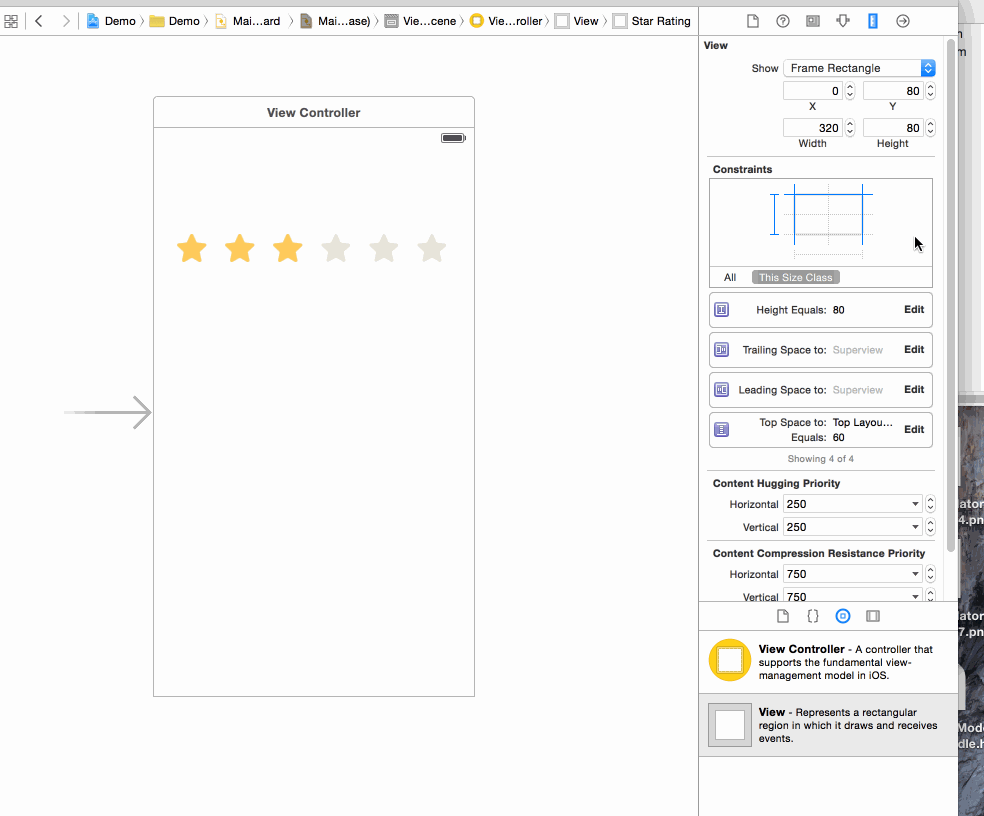 Demo Demo Mai...ard Mai...ase) Vie...cene Vie...roller View Star Rating
View Controller
View
Show Frame Rectangle
0 80
X Y
320 80
Width Height
Constraints
All This Size Class
Height Equals: 80 Edit
Trailing Space to: Superview Edit
Leading Space to: Superview Edit
Top Space to: Top Layou...
Equals: 60 Edit
Showing 4 of 4
Content Hugging Priority
Horizontal 250
Vertical 250
Content Compression Resistance Priority
Horizontal 750
Vertical 750
View Controller - A controller that
supports the fundamental view-
management model in iOS.
View - Represents a rectangular
region in which it draws and receives
events.